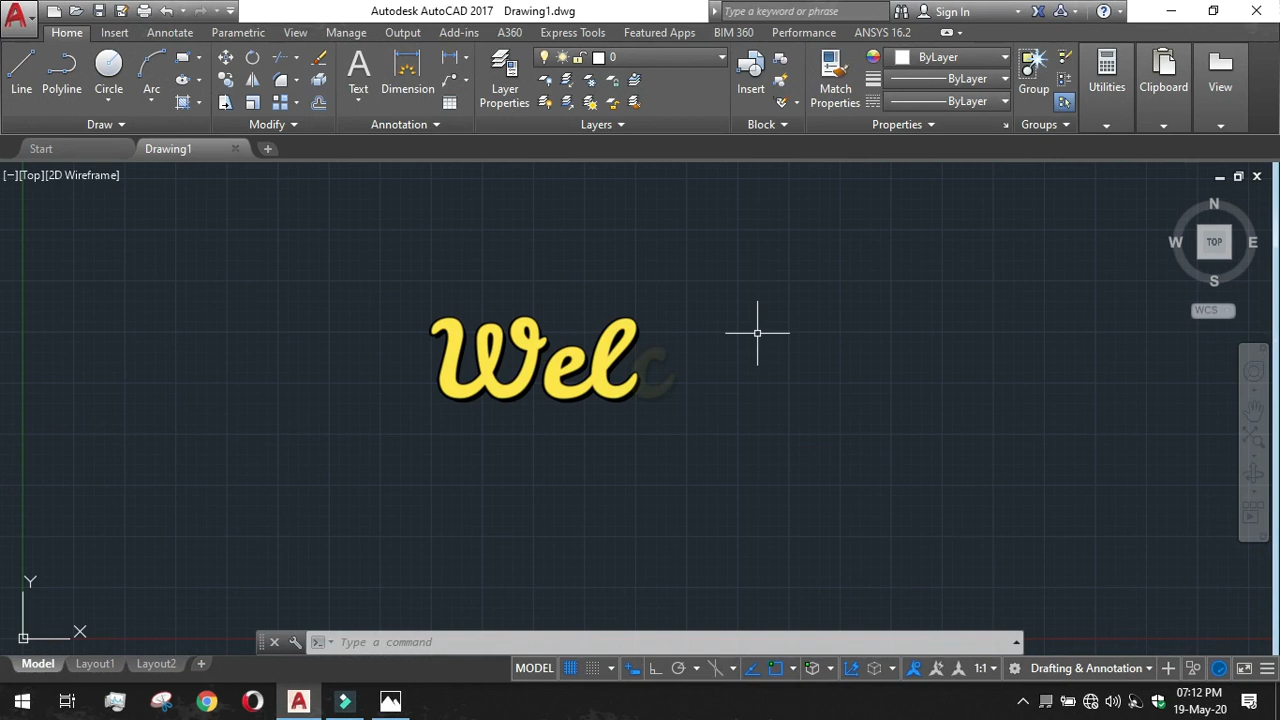 Autodesk AutoCAD 2017 Drawing1.dwg Type a keyword or phrase Sign In
Home Insert Annotate Parametric View Manage Output Add-ins A360 Express Tools Featured Apps BIM 360 Performance ANSYS 16.2
0 ByLayer
ByLayer
ByLayer
Line Polyline Circle Arc Text Dimension Layer Properties Insert Match Properties Group Utilities Clipboard View
Draw Modify Annotation Layers Block Properties Groups
Start Drawing1
[−][Top][2D Wireframe]
N
W TOP E
S
WCS
Welc
Y
X
Type a command
Model Layout1 Layout2 MODEL 1:1 Drafting & Annotation
07:12 PM
19-May-20